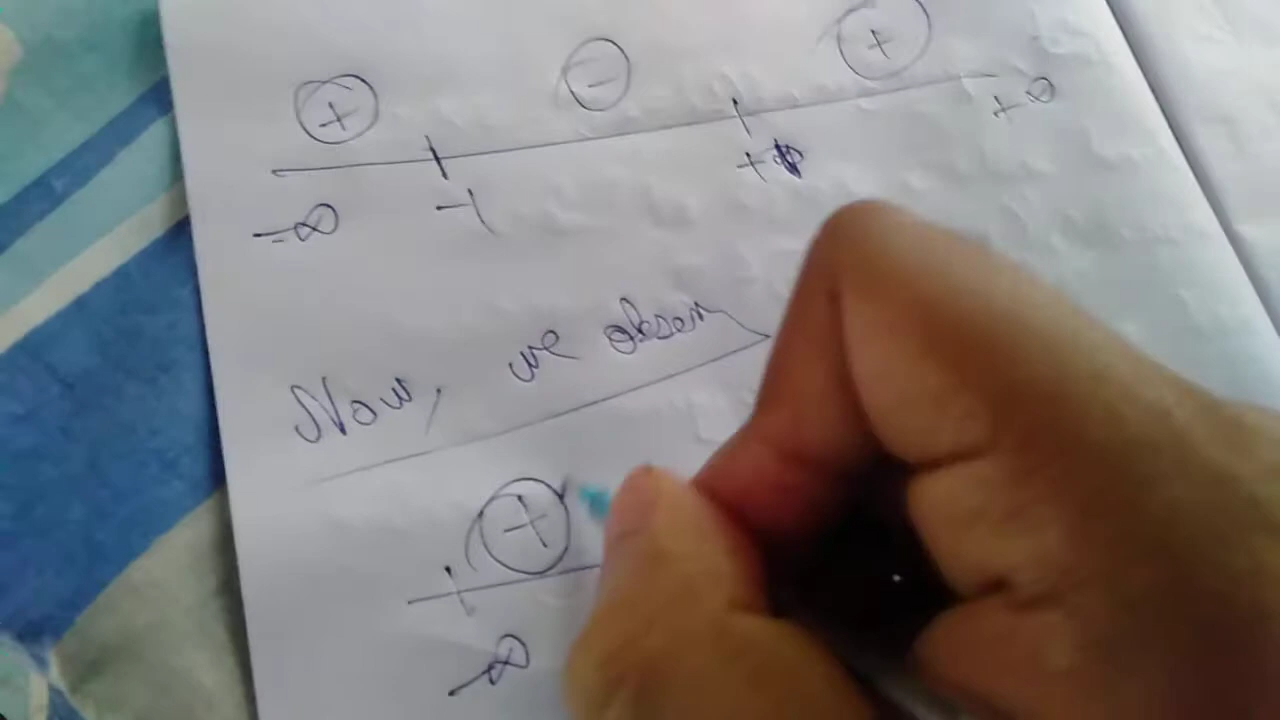 + - +
-∞ -1 + +∞
Now, we observ
+
-∞